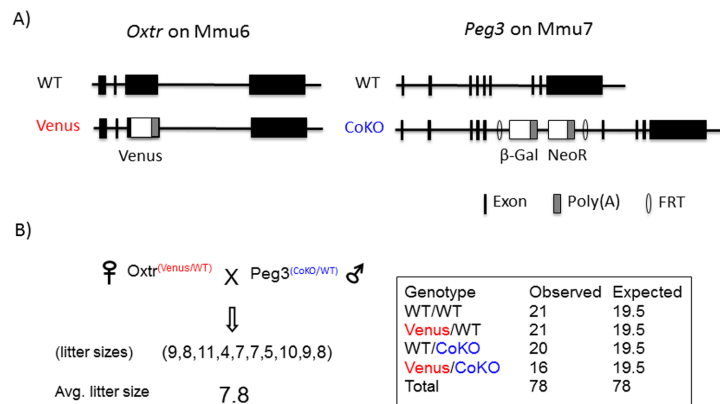 A)
Oxtr on Mmu6
Peg3 on Mmu7
WT
WT
Venus
CoKO
Venus
β-Gal NeoR
Exon Poly(A) FRT
B)
♀ Oxtr(Venus/WT) X Peg3(CoKO/WT) ♂
(litter sizes) (9,8,11,4,7,7,5,10,9,8)
Avg. litter size 7.8
Genotype Observed Expected
WT/WT 21 19.5
Venus/WT 21 19.5
WT/CoKO 20 19.5
Venus/CoKO 16 19.5
Total 78 78